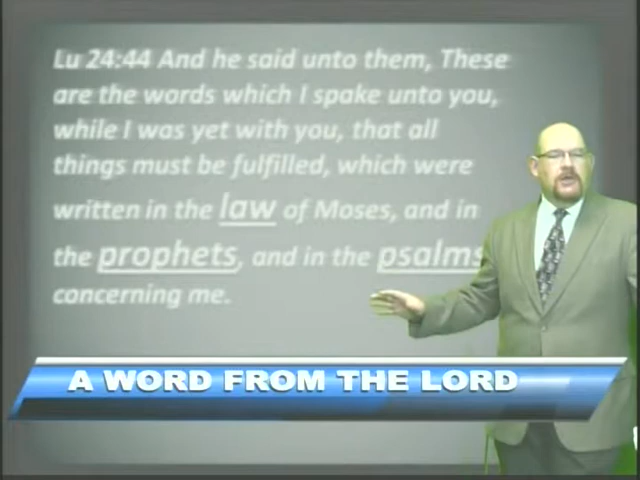 Lu 24:44 And he said unto them, These
are the words which I spake unto you,
while I was yet with you, that all
things must be fulfilled, which were
written in the law of Moses, and in
the prophets, and in the psalms
concerning me.
A WORD FROM THE LORD